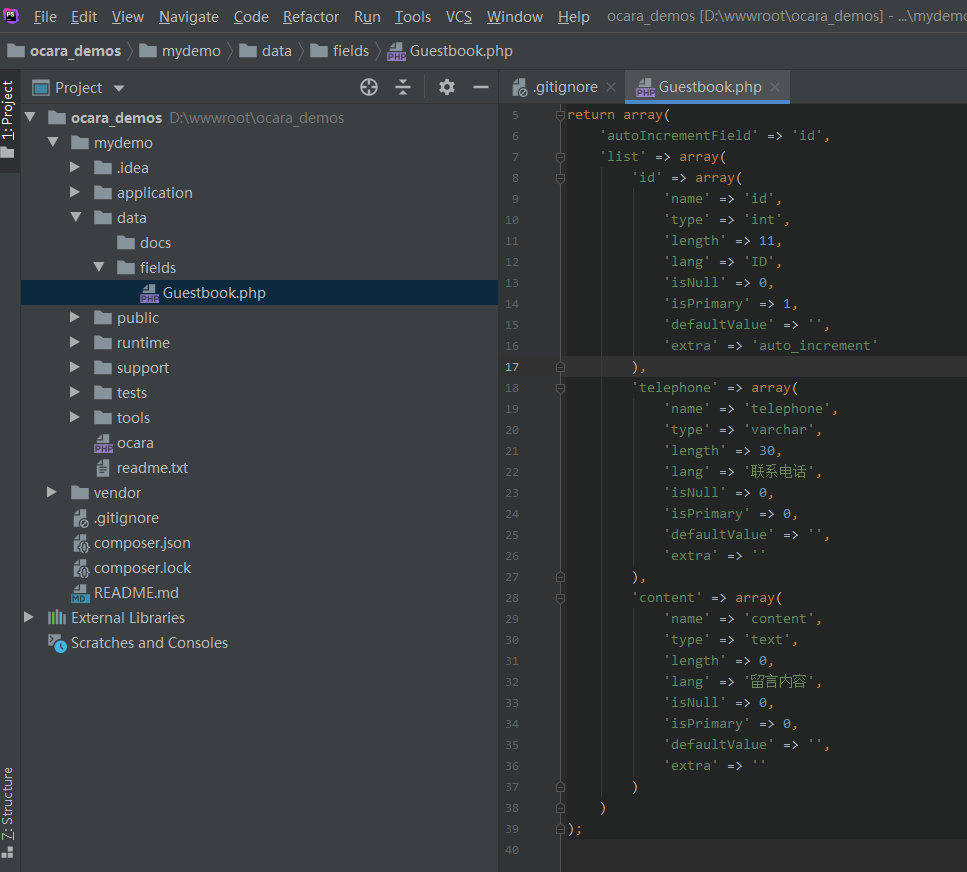 PS File Edit View Navigate Code Refactor Run Tools VCS Window Help ocara_demos [D:\wwwroot\ocara_demos] - ...\mydemo
ocara_demos mydemo data fields Guestbook.php
1: Project
Project
.gitignore
Guestbook.php
ocara_demos D:\wwwroot\ocara_demos
mydemo
.idea
application
data
docs
fields
Guestbook.php
public
runtime
support
tests
tools
ocara
readme.txt
vendor
.gitignore
composer.json
composer.lock
README.md
External Libraries
Scratches and Consoles
Z: Structure
5 return array(
6 'autoIncrementField' => 'id',
7 'list' => array(
8 'id' => array(
9 'name' => 'id',
10 'type' => 'int',
11 'length' => 11,
12 'lang' => 'ID',
13 'isNull' => 0,
14 'isPrimary' => 1,
15 'defaultValue' => '',
16 'extra' => 'auto_increment'
17 ),
18 'telephone' => array(
19 'name' => 'telephone',
20 'type' => 'varchar',
21 'length' => 30,
22 'lang' => '联系电话',
23 'isNull' => 0,
24 'isPrimary' => 0,
25 'defaultValue' => '',
26 'extra' => ''
27 ),
28 'content' => array(
29 'name' => 'content',
30 'type' => 'text',
31 'length' => 0,
32 'lang' => '留言内容',
33 'isNull' => 0,
34 'isPrimary' => 0,
35 'defaultValue' => '',
36 'extra' => ''
37 )
38 )
39 );
40